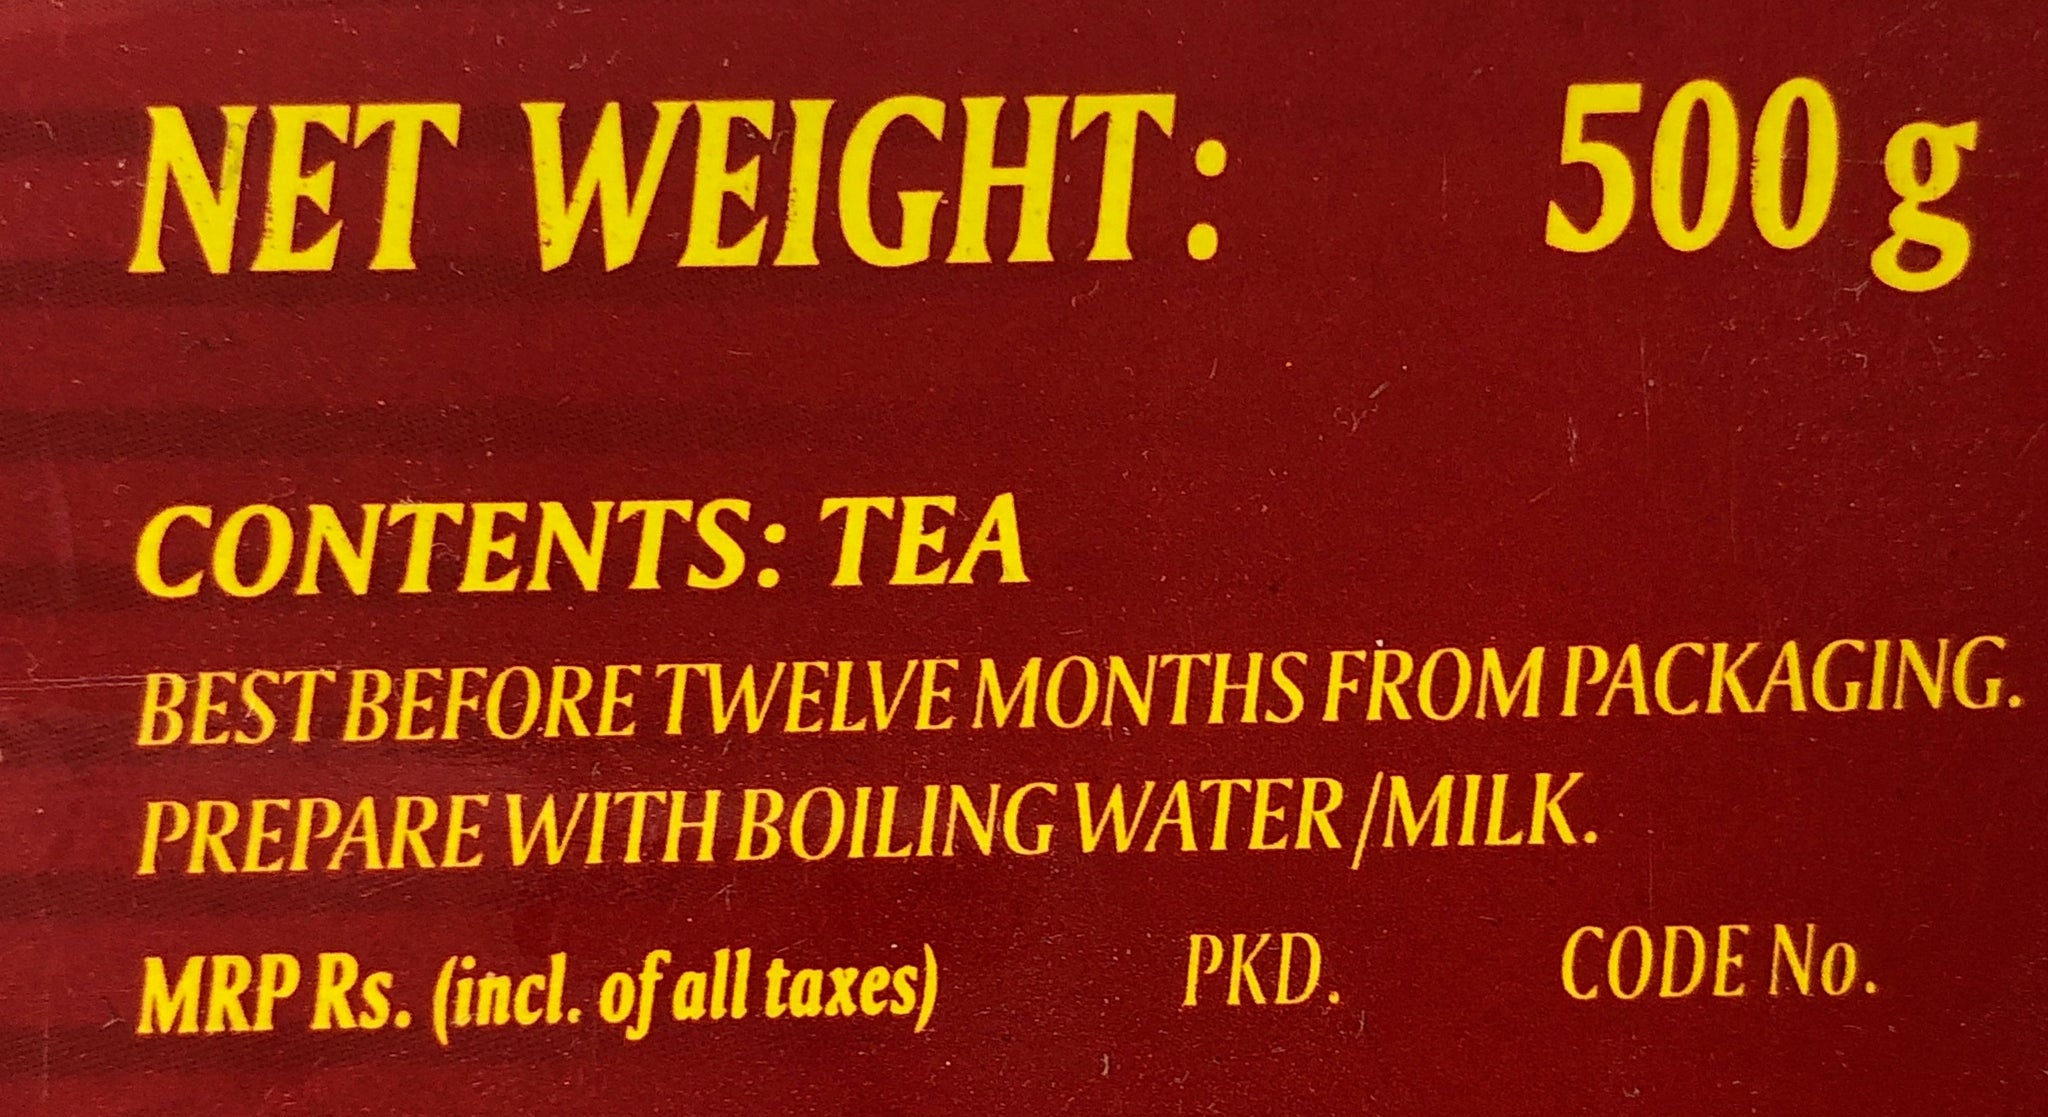 NET WEIGHT: 500 g
CONTENTS: TEA
BEST BEFORE TWELVE MONTHS FROM PACKAGING.
PREPARE WITH BOILING WATER/MILK.
MRP Rs. (incl. of all taxes) PKD. CODE No.